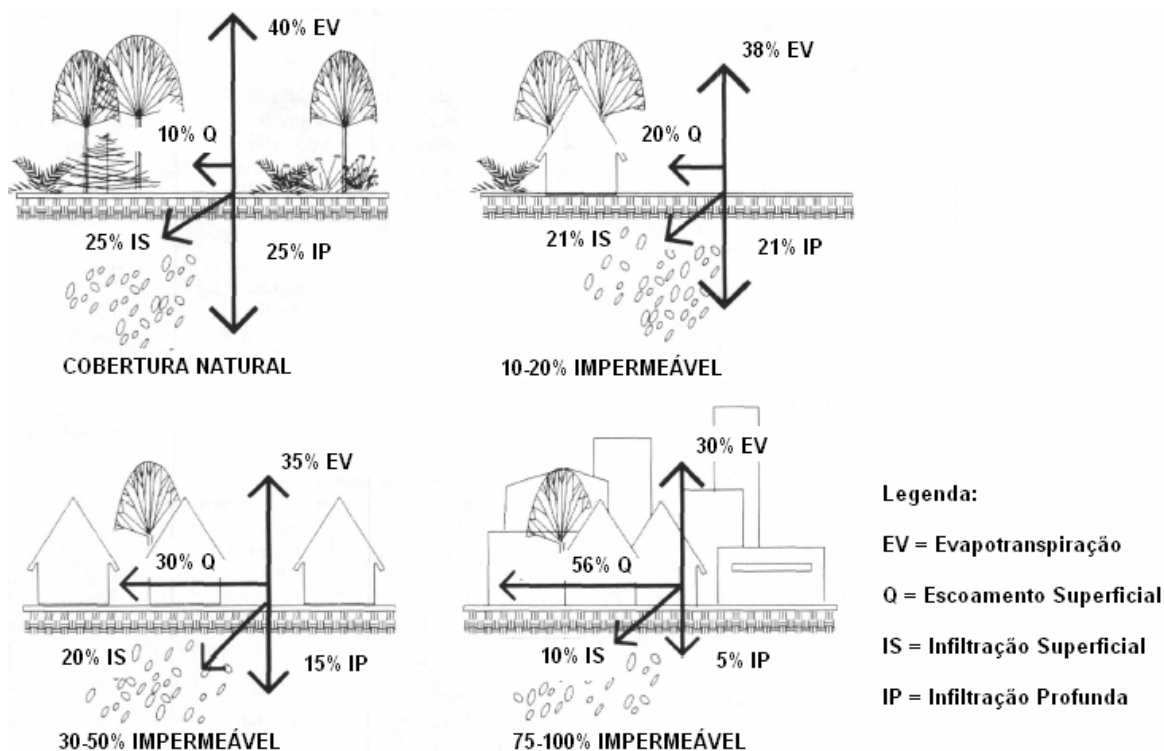 40% EV
10% Q
25% IS
25% IP
COBERTURA NATURAL
38% EV
20% Q
21% IS
21% IP
10-20% IMPERMEÁVEL
35% EV
30% Q
20% IS
15% IP
30-50% IMPERMEÁVEL
30% EV
56% Q
10% IS
5% IP
75-100% IMPERMEÁVEL
Legenda:
EV = Evapotranspiração
Q = Escoamento Superficial
IS = Infiltração Superficial
IP = Infiltração Profunda